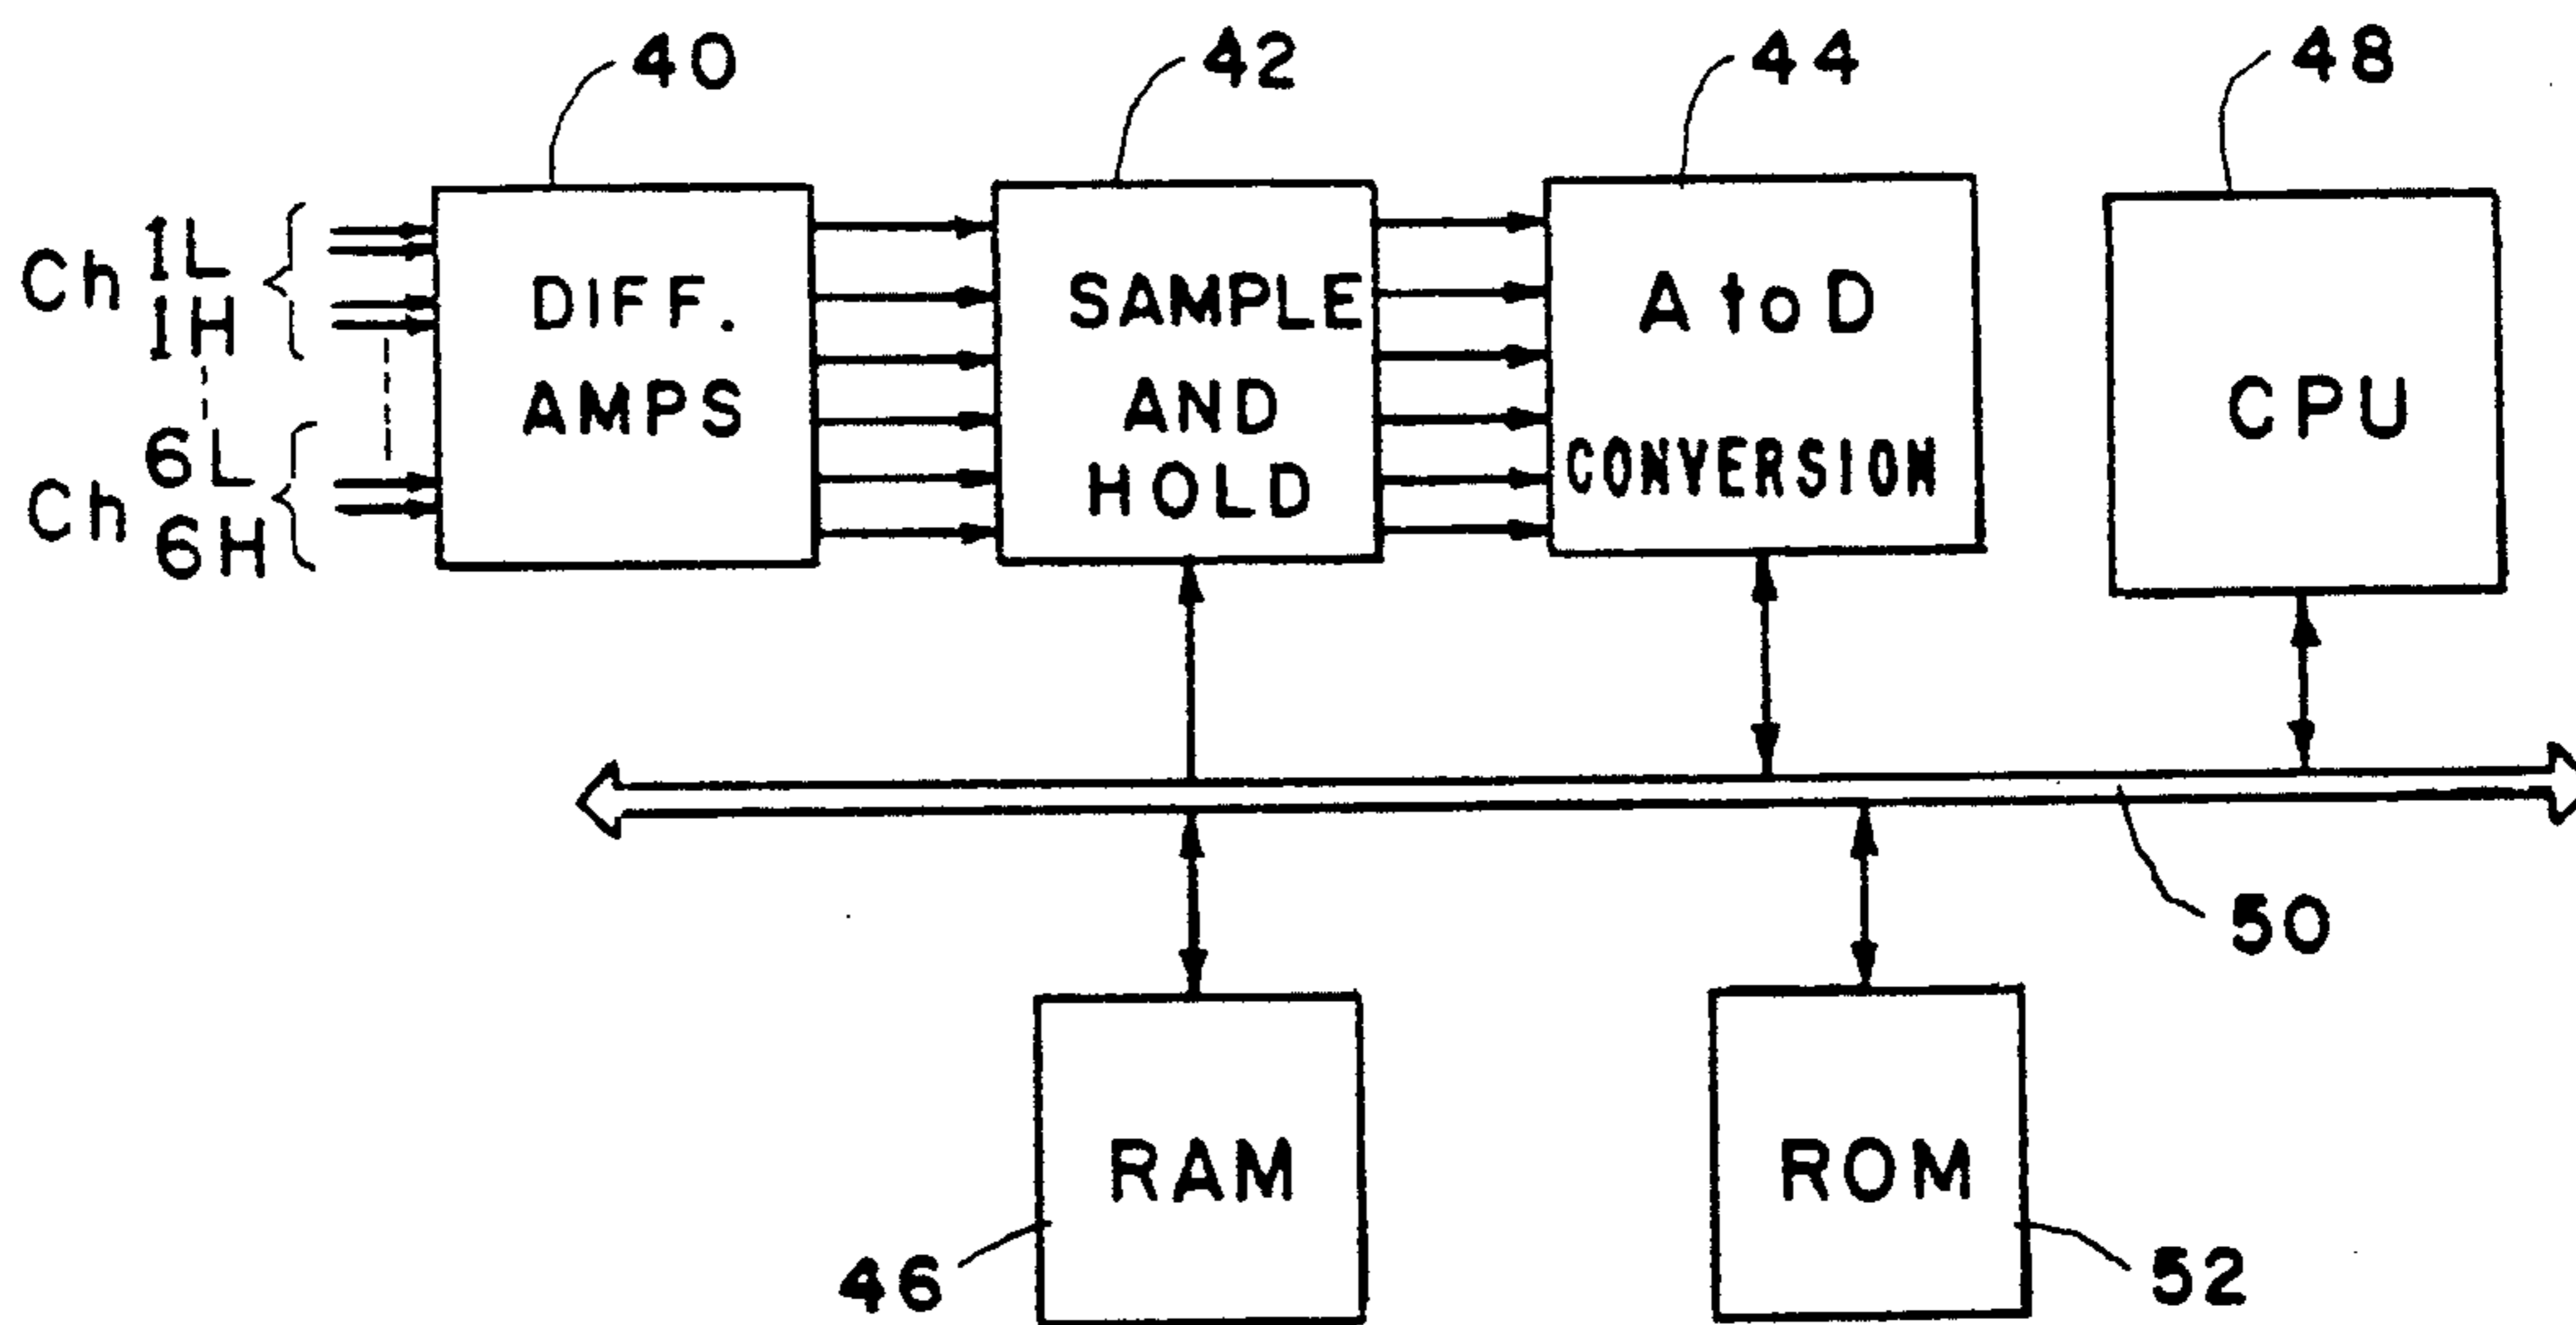 40
42
44
48
Ch 1L
1H
Ch 6L
6H
DIFF.
AMPS
SAMPLE
AND
HOLD
A to D
CONVERSION
CPU
50
RAM
46
ROM
52